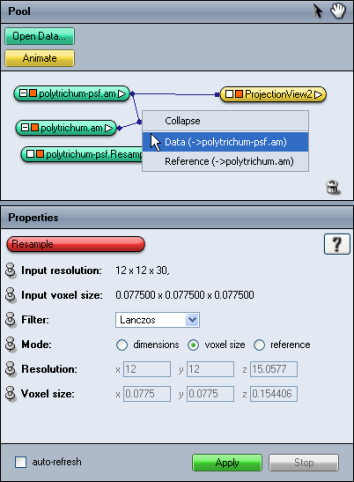 Pool
Open Data...
Animate
polytrichum-psf.am
ProjectionView2
Collapse
polytrichum.am
Data (->polytrichum-psf.am)
polytrichum-psf.Resamp
Reference (->polytrichum.am)
Properties
Resample
?
Input resolution: 12 x 12 x 30,
Input voxel size: 0.077500 x 0.077500 x 0.077500
Filter: Lanczos
Mode: dimensions voxel size reference
Resolution: x 12 y 12 z 15.0577
Voxel size: x 0.0775 y 0.0775 z 0.154406
auto-refresh Apply Stop